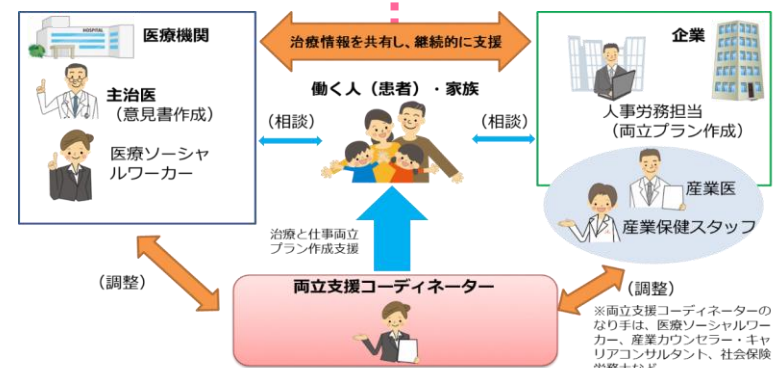 HOSPITAL
医療機関
治療情報を共有し、継続的に支援
企業
主治医
(意見書作成)
働く人（患者）・家族
人事労務担当
(両立プラン作成)
(相談)
(相談)
医療ソーシャ
ルワーカー
産業医
産業保健スタッフ
治療と仕事両立
プラン作成支援
(調整)
両立支援コーディネーター
(調整)
※両立支援コーディネーターの
なり手は、医療ソーシャルワー
カー、産業カウンセラー・キャ
リアコンサルタント、社会保険
労務士など